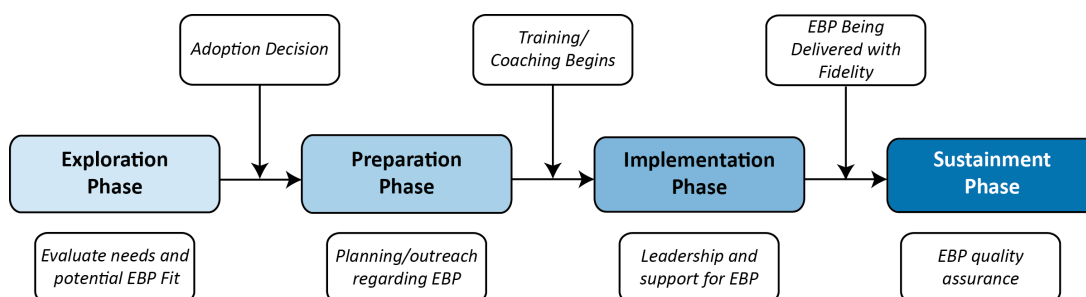 Adoption Decision
Training/
Coaching Begins
EBP Being
Delivered with
Fidelity
Exploration
Phase
Preparation
Phase
Implementation
Phase
Sustainment
Phase
Evaluate needs and
potential EBP Fit
Planning/outreach
regarding EBP
Leadership and
support for EBP
EBP quality
assurance